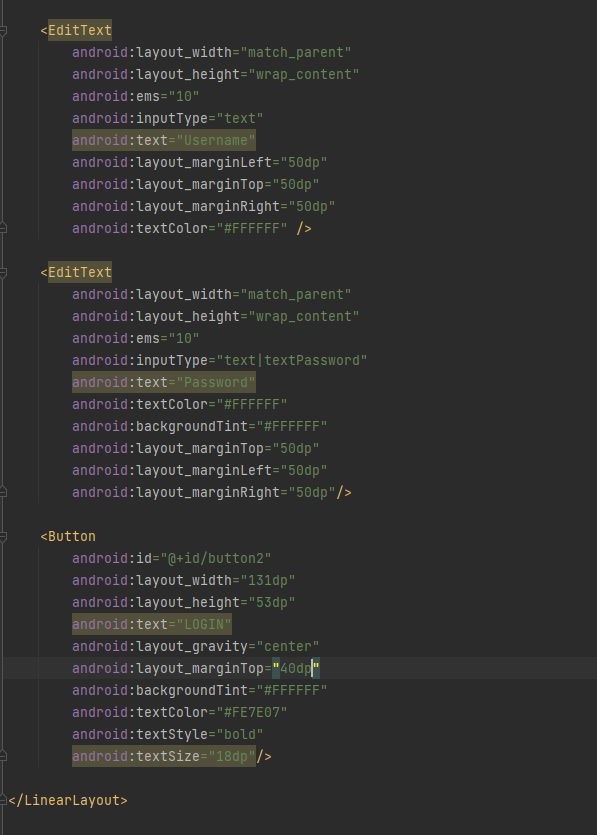 <EditText
android:layout_width="match_parent"
android:layout_height="wrap_content"
android:ems="10"
android:inputType="text"
android:text="Username"
android:layout_marginLeft="50dp"
android:layout_marginTop="50dp"
android:layout_marginRight="50dp"
android:textColor="#FFFFFF" />
<EditText
android:layout_width="match_parent"
android:layout_height="wrap_content"
android:ems="10"
android:inputType="text|textPassword"
android:text="Password"
android:textColor="#FFFFFF"
android:backgroundTint="#FFFFFF"
android:layout_marginTop="50dp"
android:layout_marginLeft="50dp"
android:layout_marginRight="50dp"/>
<Button
android:id="@+id/button2"
android:layout_width="131dp"
android:layout_height="53dp"
android:text="LOGIN"
android:layout_gravity="center"
android:layout_marginTop="40dp"
android:backgroundTint="#FFFFFF"
android:textColor="#FE7E07"
android:textStyle="bold"
android:textSize="18dp"/>
</LinearLayout>